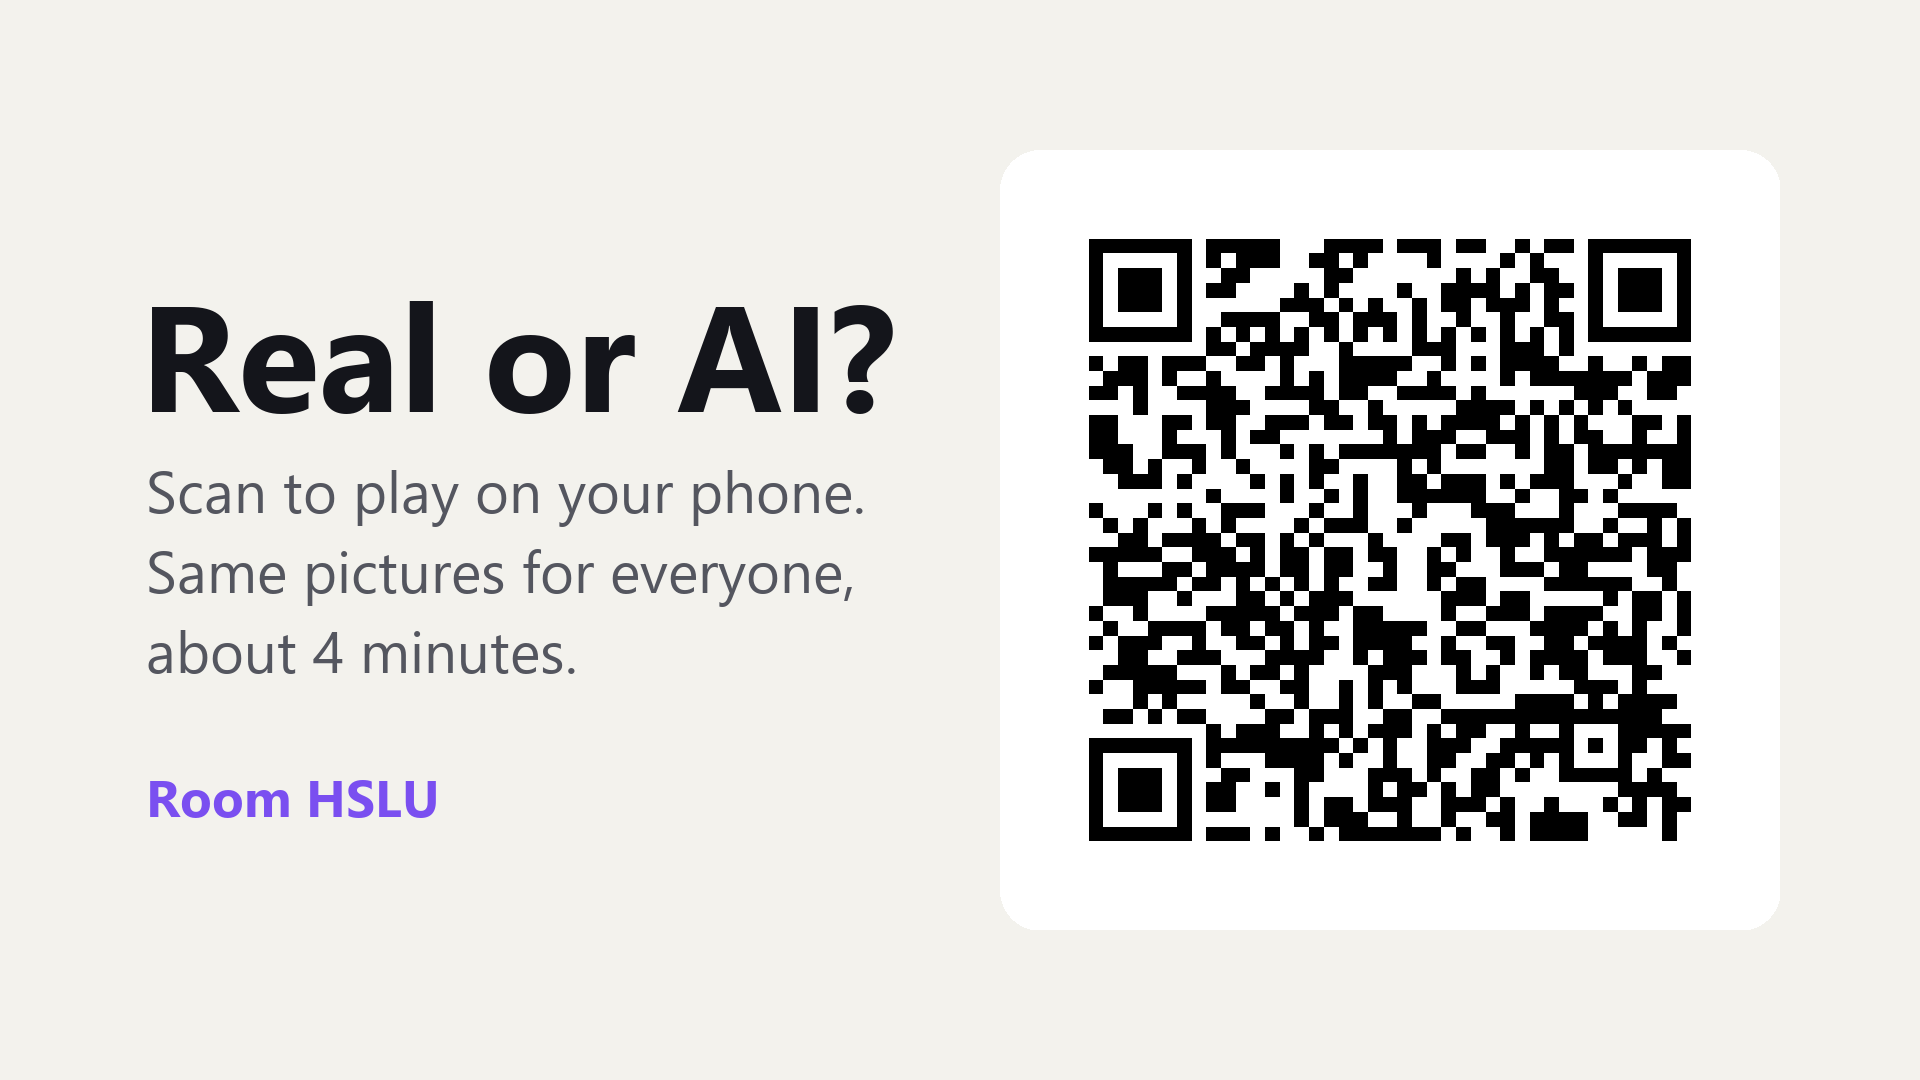 Real or AI?
Scan to play on your phone.
Same pictures for everyone,
about 4 minutes.
Room HSLU